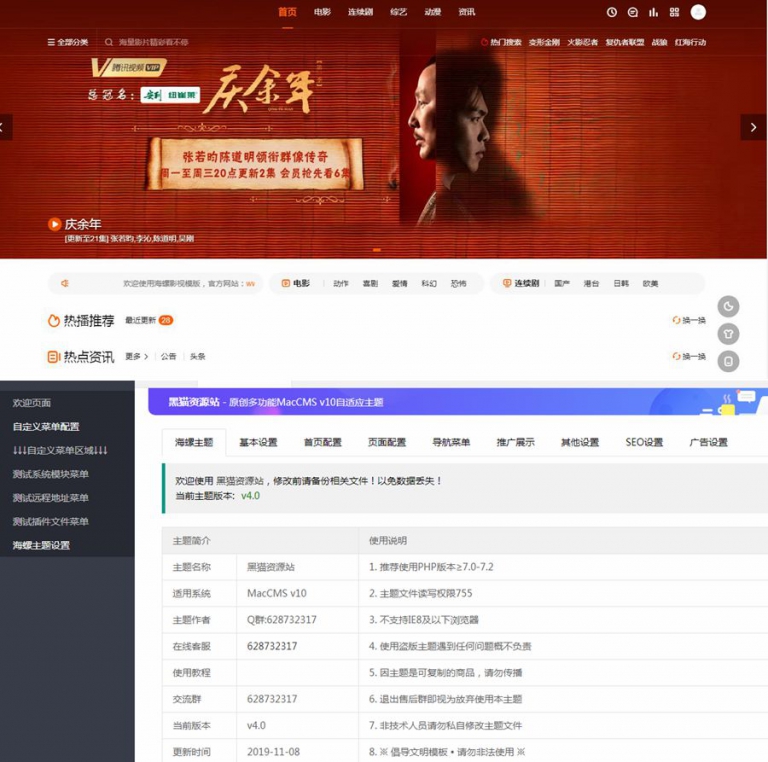 首页 电影 连续剧 综艺 动漫 资讯
全部分类 海量影片精彩看不停 热门搜索 变形金刚 火影忍者 复仇者联盟 战狼 红海行动
腾讯视频VIP
总冠名: 安利 纽崔莱
庆余年
张若昀陈道明领衔群像传奇
周一至周三20点更新2集 会员抢先看6集
庆余年
[更新至21集] 张若昀,李沁,陈道明,吴刚
欢迎使用海螺影视模版，官方网站：ww 电影 动作 喜剧 爱情 科幻 恐怖 连续剧 国产 港台 日韩 欧美
热播推荐 最近更新 28 换一换
热点资讯 更多 公告 头条 换一换
欢迎页面
自定义菜单配置
↓↓↓自定义菜单区域↓↓↓
测试系统模块菜单
测试远程地址菜单
测试插件文件菜单
海螺主题设置
黑猫资源站 - 原创多功能MacCMS v10自适应主题
海螺主题 基本设置 首页配置 页面配置 导航菜单 推广展示 其他设置 SEO设置 广告设置
欢迎使用 黑猫资源站，修改前请备份相关文件！以免数据丢失！
当前主题版本: v4.0
主题简介 使用说明
主题名称 黑猫资源站 1. 推荐使用PHP版本≥7.0-7.2
适用系统 MacCMS v10 2. 主题文件读写权限755
主题作者 Q群:628732317 3. 不支持IE8及以下浏览器
在线客服 628732317 4. 使用盗版主题遇到任何问题概不负责
使用教程 5. 因主题是可复制的商品，请勿传播
交流群 628732317 6. 退出售后群即视为放弃使用本主题
当前版本 v4.0 7. 非技术人员请勿私自修改主题文件
更新时间 2019-11-08 8. ※ 倡导文明模板 • 请勿非法使用 ※